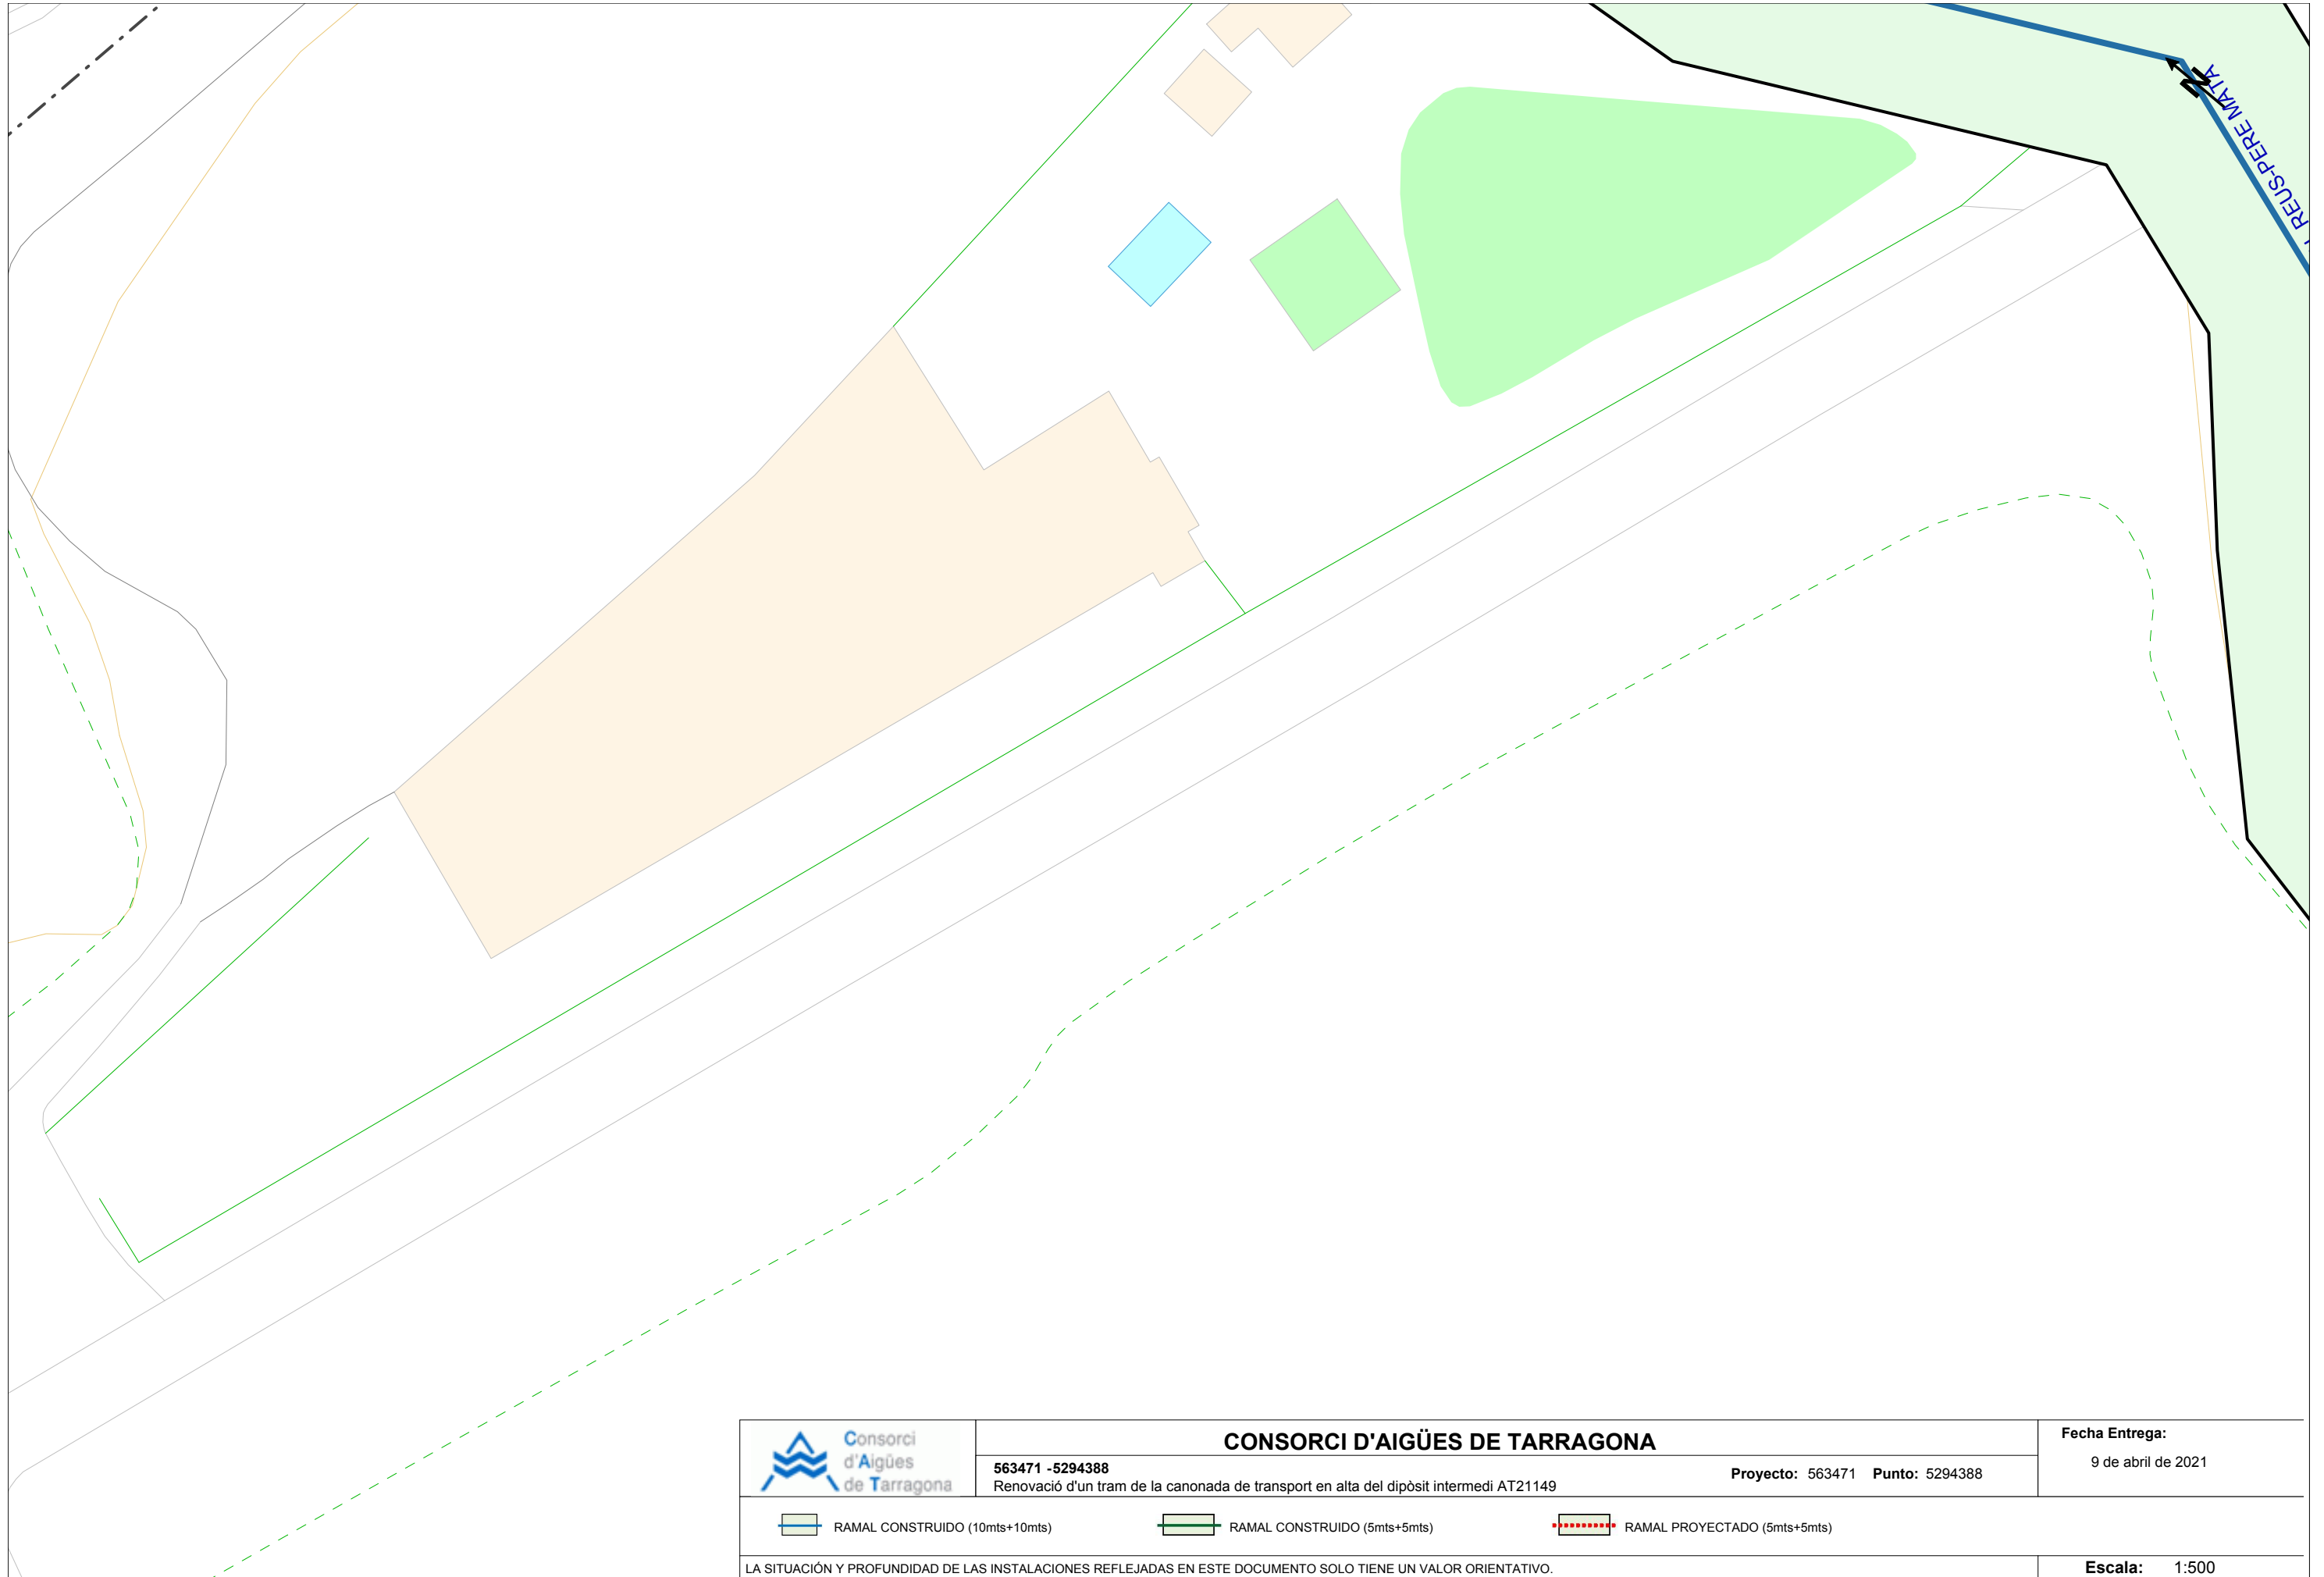 N
REUS-PERE MATA
Consorci
d'Aigües
de Tarragona
CONSORCI D'AIGÜES DE TARRAGONA
563471 -5294388
Renovació d'un tram de la canonada de transport en alta del dipòsit intermedi AT21149
Proyecto: 563471 Punto: 5294388
Fecha Entrega:
9 de abril de 2021
RAMAL CONSTRUIDO (10mts+10mts)
RAMAL CONSTRUIDO (5mts+5mts)
RAMAL PROYECTADO (5mts+5mts)
LA SITUACIÓN Y PROFUNDIDAD DE LAS INSTALACIONES REFLEJADAS EN ESTE DOCUMENTO SOLO TIENE UN VALOR ORIENTATIVO.
Escala: 1:500